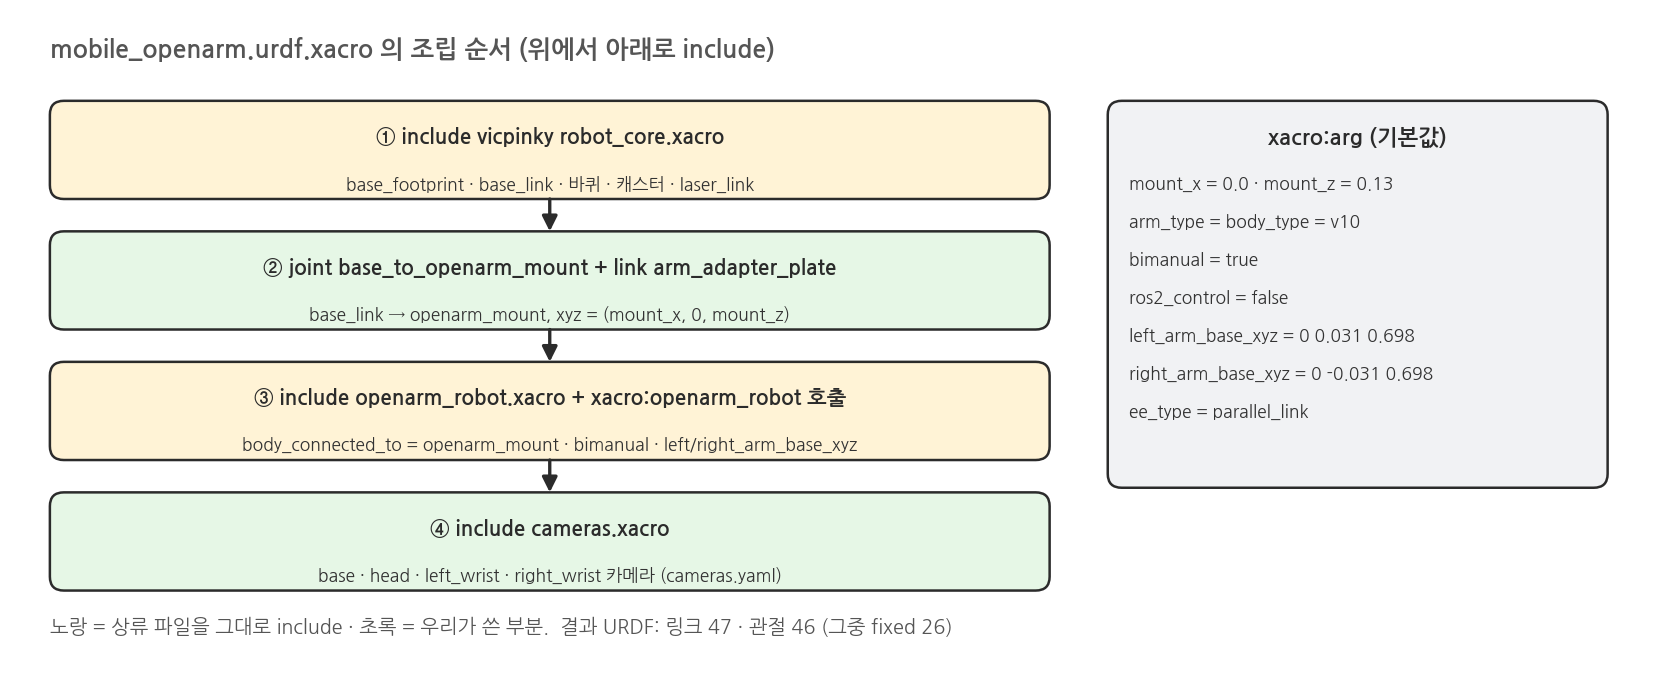 mobile_openarm.urdf.xacro 의 조립 순서 (위에서 아래로 include)
① include vicpinky robot_core.xacro
base_footprint · base_link · 바퀴 · 캐스터 · laser_link
② joint base_to_openarm_mount + link arm_adapter_plate
base_link → openarm_mount, xyz = (mount_x, 0, mount_z)
③ include openarm_robot.xacro + xacro:openarm_robot 호출
body_connected_to = openarm_mount · bimanual · left/right_arm_base_xyz
④ include cameras.xacro
base · head · left_wrist · right_wrist 카메라 (cameras.yaml)
xacro:arg (기본값)
mount_x = 0.0 · mount_z = 0.13
arm_type = body_type = v10
bimanual = true
ros2_control = false
left_arm_base_xyz = 0 0.031 0.698
right_arm_base_xyz = 0 -0.031 0.698
ee_type = parallel_link
노랑 = 상류 파일을 그대로 include · 초록 = 우리가 쓴 부분. 결과 URDF: 링크 47 · 관절 46 (그중 fixed 26)